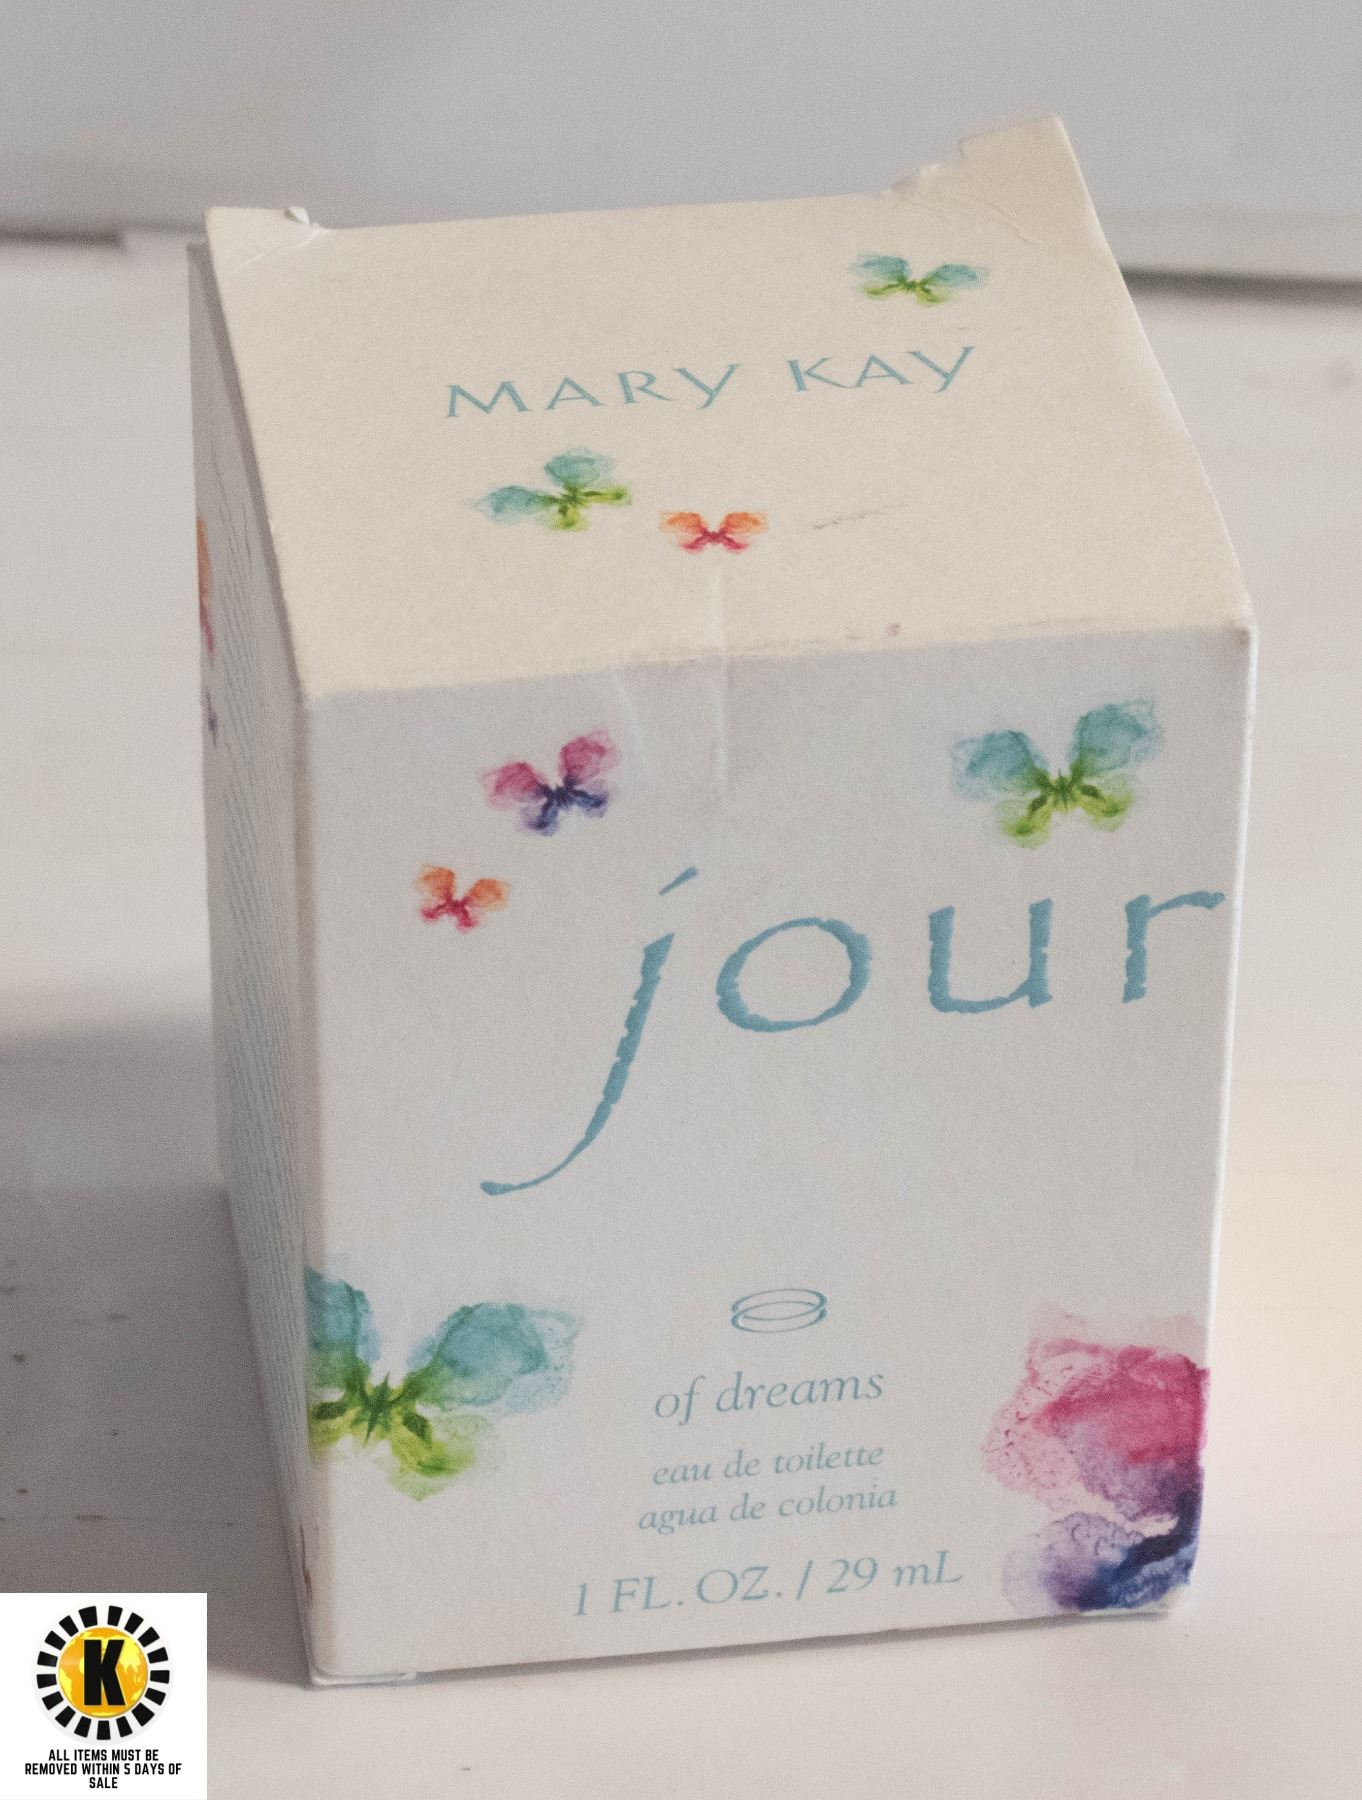 MARY KAY
jour
of dreams
eau de toilette
agua de colonia
1 FL. OZ. / 29 mL
K
ALL ITEMS MUST BE
REMOVED WITHIN 5 DAYS OF
SALE